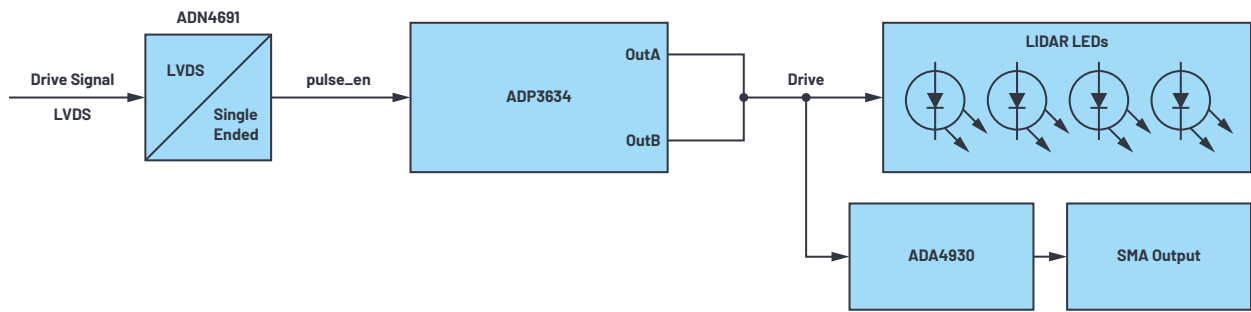 ADN4691
Drive Signal
LVDS
LVDS
Single
Ended
pulse_en
ADP3634
OutA
OutB
Drive
LIDAR LEDs
ADA4930
SMA Output